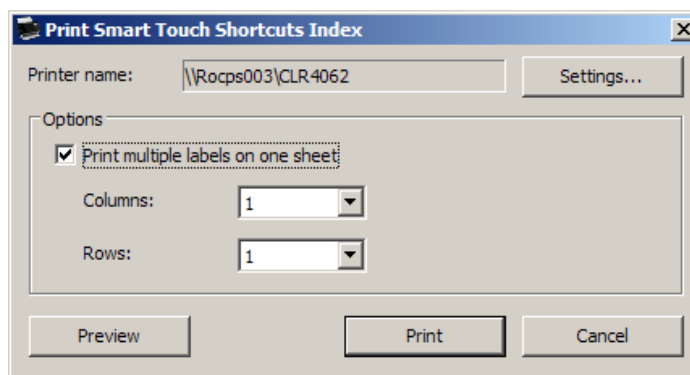 Print Smart Touch Shortcuts Index
Printer name: \\Rocps003\CLR4062 Settings...
Options
Print multiple labels on one sheet
Columns: 1
Rows: 1
Preview Print Cancel